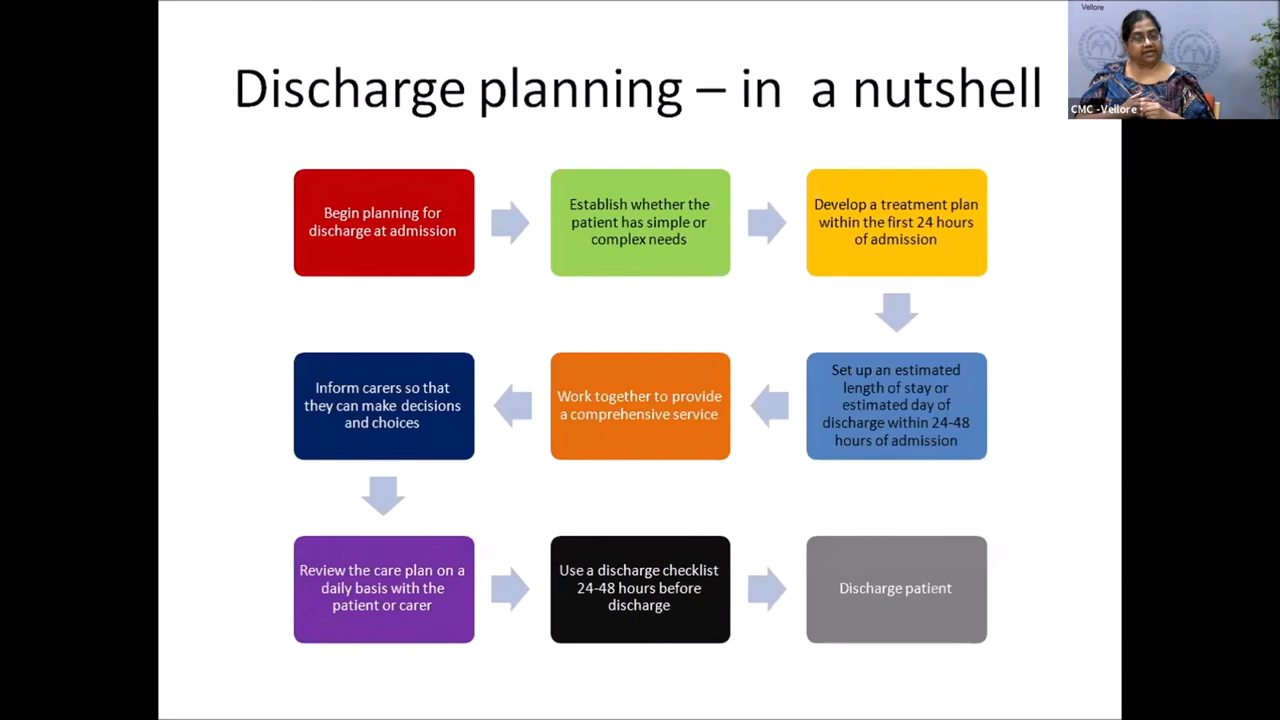 Discharge planning – in a nutshell
Vellore
CMC -Vellore
Begin planning for
discharge at admission
Establish whether the
patient has simple or
complex needs
Develop a treatment plan
within the first 24 hours
of admission
Set up an estimated
length of stay or
estimated day of
discharge within 24-48
hours of admission
Work together to provide
a comprehensive service
Inform carers so that
they can make decisions
and choices
Review the care plan on a
daily basis with the
patient or carer
Use a discharge checklist
24-48 hours before
discharge
Discharge patient